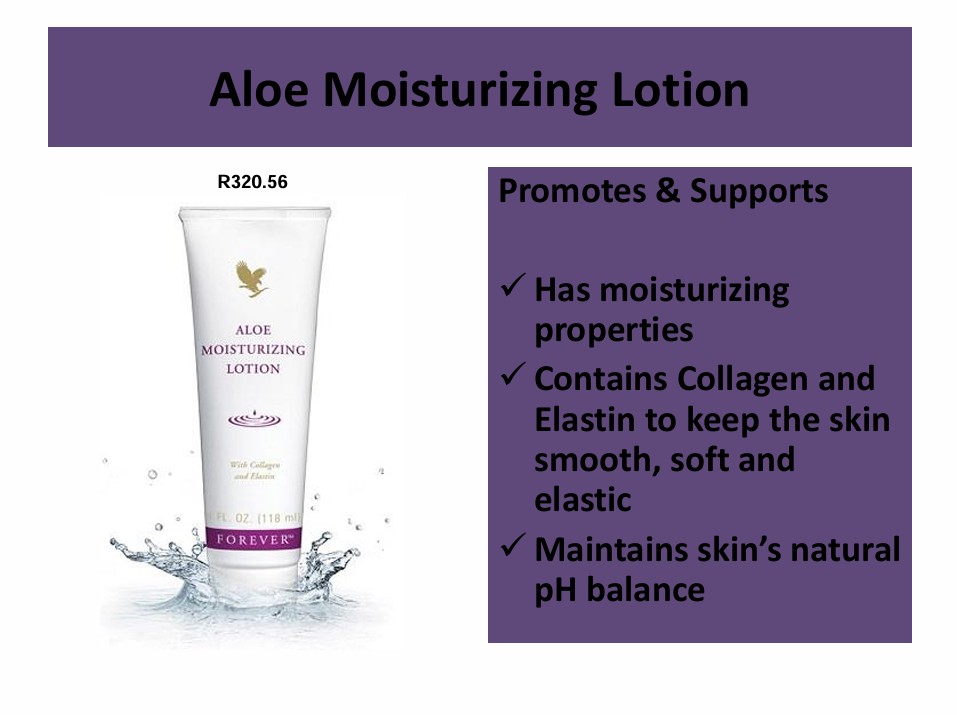 Aloe Moisturizing Lotion
R320.56
ALOE
MOISTURIZING
LOTION
With Collagen
and Elastin
FL. OZ. (118 ml)
FOREVER™
Promotes & Supports
✓ Has moisturizing
properties
✓ Contains Collagen and
Elastin to keep the skin
smooth, soft and
elastic
✓ Maintains skin’s natural
pH balance